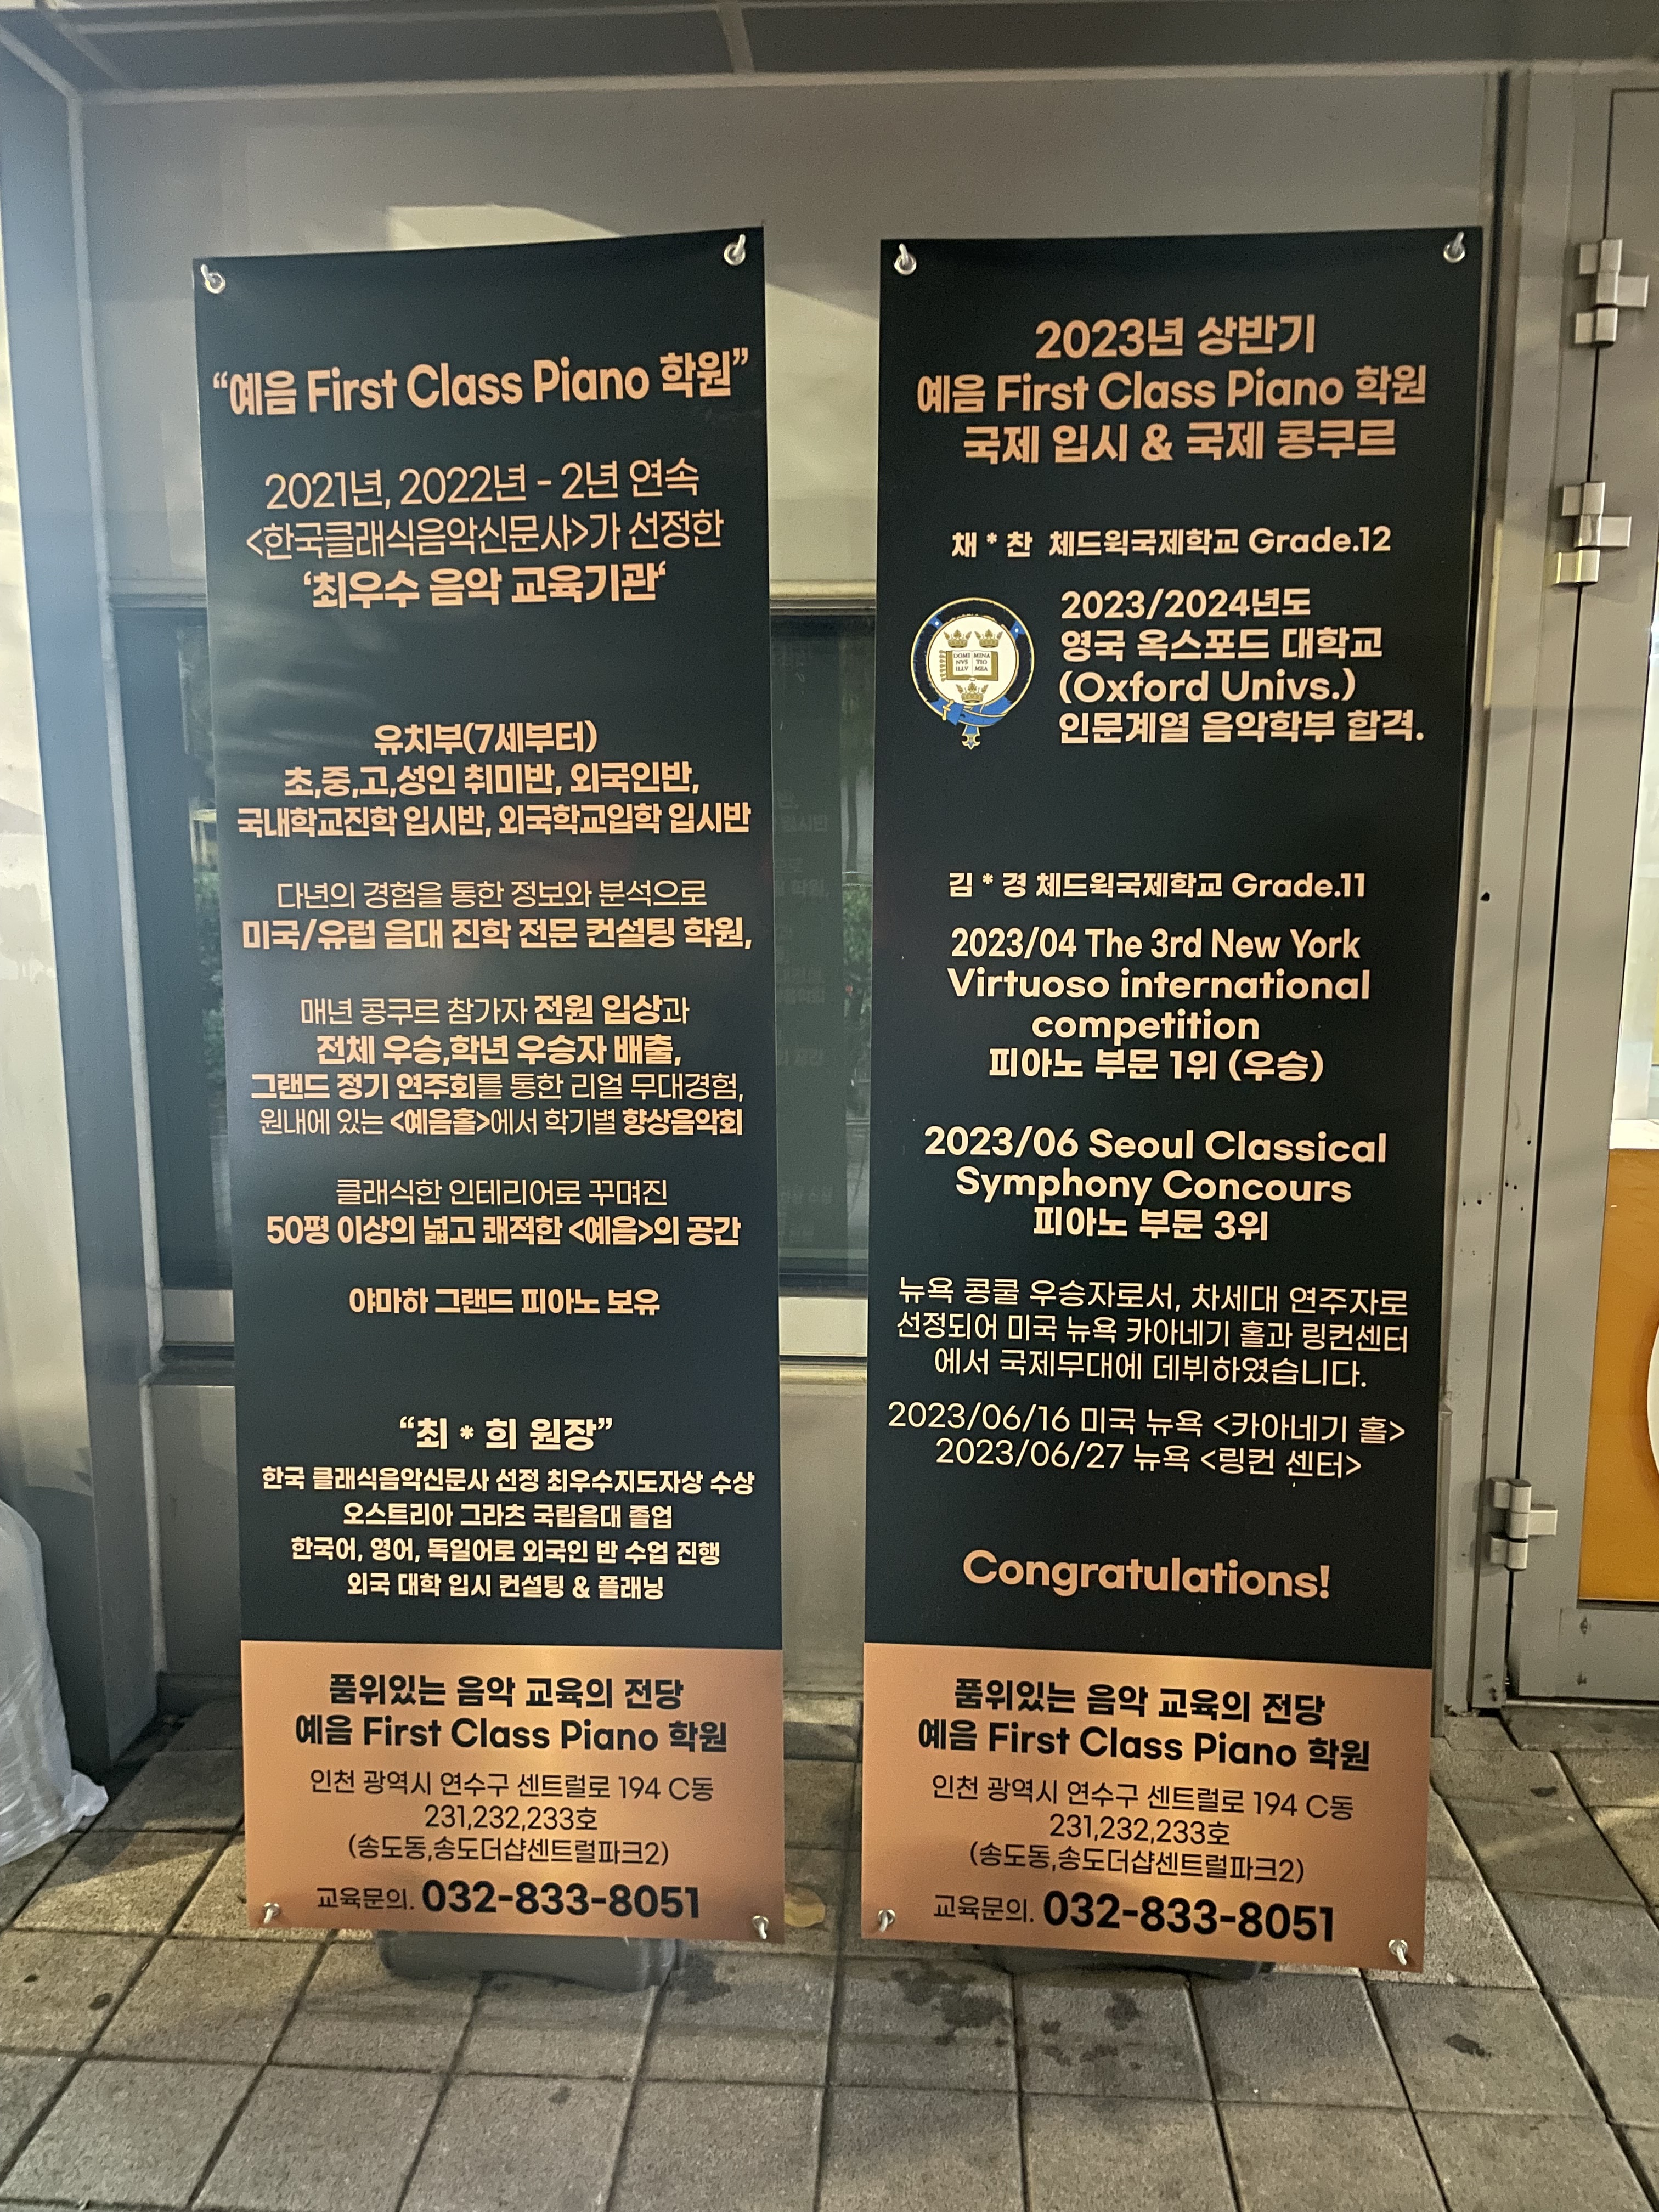 “예음 First Class Piano 학원”
2021년, 2022년 - 2년 연속
<한국클래식음악신문사>가 선정한
‘최우수 음악 교육기관‘
유치부(7세부터)
초,중,고,성인 취미반, 외국인반,
국내학교진학 입시반, 외국학교입학 입시반
다년의 경험을 통한 정보와 분석으로
미국/유럽 음대 진학 전문 컨설팅 학원,
매년 콩쿠르 참가자 전원 입상과
전체 우승,학년 우승자 배출,
그랜드 정기 연주회를 통한 리얼 무대경험,
원내에 있는 <예음홀>에서 학기별 향상음악회
클래식한 인테리어로 꾸며진
50평 이상의 넓고 쾌적한 <예음>의 공간
야마하 그랜드 피아노 보유
“최 * 희 원장”
한국 클래식음악신문사 선정 최우수지도자상 수상
오스트리아 그라츠 국립음대 졸업
한국어, 영어, 독일어로 외국인 반 수업 진행
외국 대학 입시 컨설팅 & 플래닝
품위있는 음악 교육의 전당
예음 First Class Piano 학원
인천 광역시 연수구 센트럴로 194 C동
231,232,233호
(송도동,송도더샵센트럴파크2)
교육문의. 032-833-8051
2023년 상반기
예음 First Class Piano 학원
국제 입시 & 국제 콩쿠르
채 * 찬 체드윅국제학교 Grade.12
DOMI MINA
NVS TIO
ILLV MEA
2023/2024년도
영국 옥스포드 대학교
(Oxford Univs.)
인문계열 음악학부 합격.
김 * 경 체드윅국제학교 Grade.11
2023/04 The 3rd New York
Virtuoso international
competition
피아노 부문 1위 (우승)
2023/06 Seoul Classical
Symphony Concours
피아노 부문 3위
뉴욕 콩쿨 우승자로서, 차세대 연주자로
선정되어 미국 뉴욕 카아네기 홀과 링컨센터
에서 국제무대에 데뷔하였습니다.
2023/06/16 미국 뉴욕 <카아네기 홀>
2023/06/27 뉴욕 <링컨 센터>
Congratulations!
품위있는 음악 교육의 전당
예음 First Class Piano 학원
인천 광역시 연수구 센트럴로 194 C동
231,232,233호
(송도동,송도더샵센트럴파크2)
교육문의. 032-833-8051